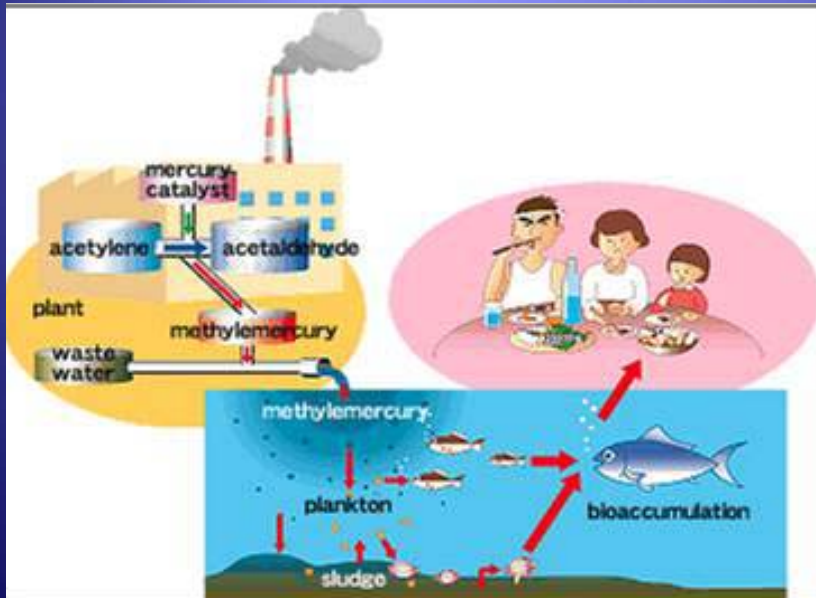 mercury
catalyst
acetylene
acetaldehyde
plant
methylemercury
waste
water
methylemercury
plankton
bioaccumulation
sludge